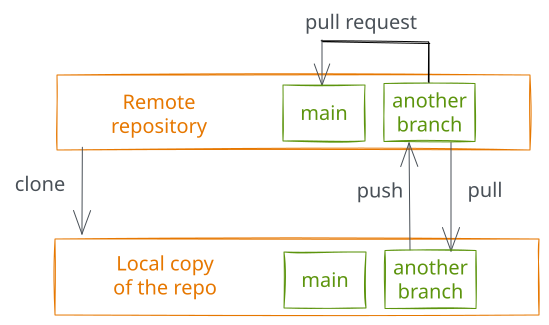 pull request
Remote
repository
main
another
branch
clone
push
pull
Local copy
of the repo
main
another
branch